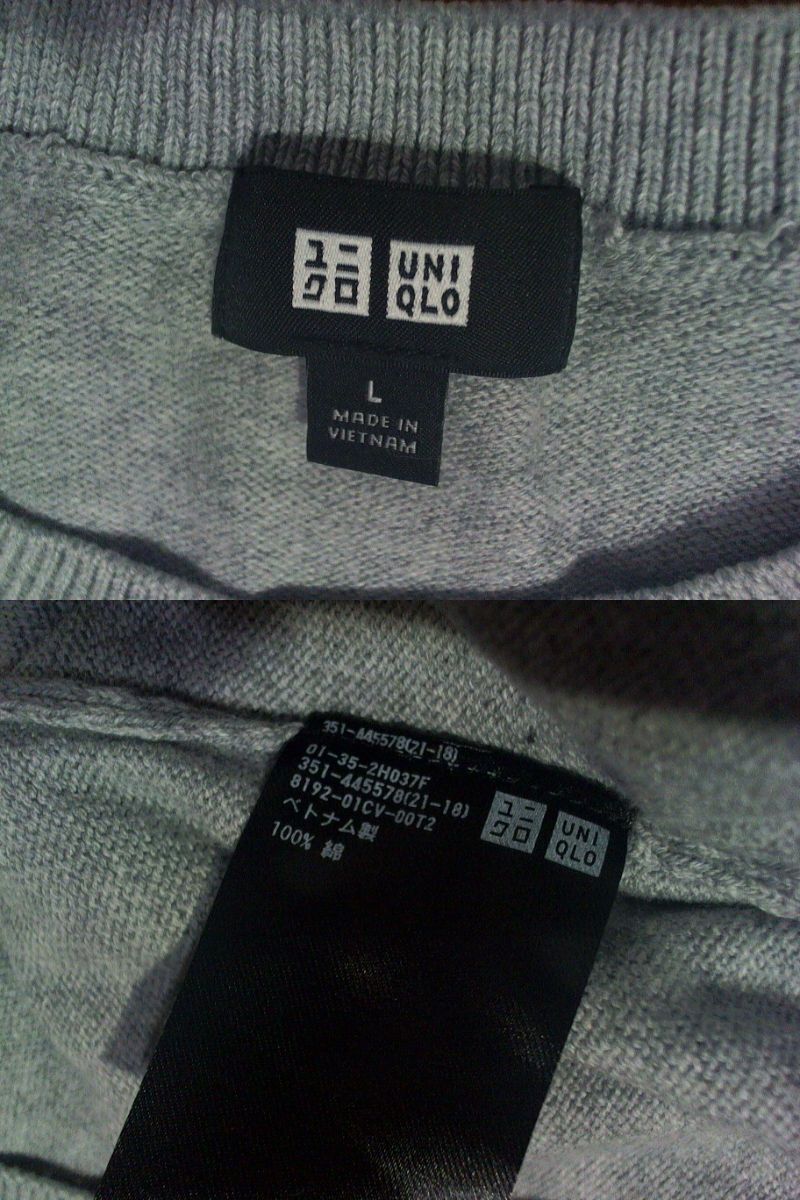 ユニ
クロ
UNI
QLO
L
MADE IN
VIETNAM
351-445578(21-18)
01-35-2H037F
351-445578(21-18)
8192-01CV-00T2
ベトナム製
100% 綿
ユニ
クロ
UNI
QLO